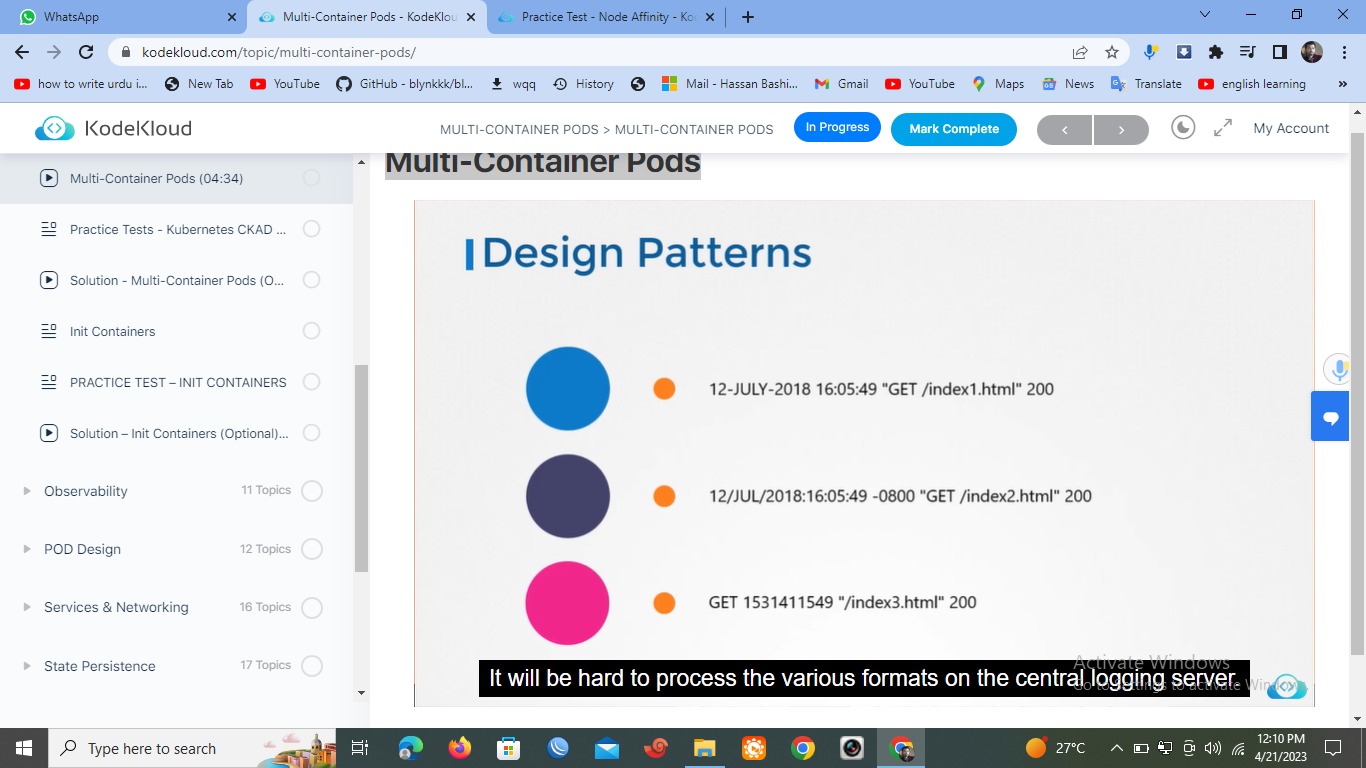 WhatsApp
Multi-Container Pods - KodeKlou
Practice Test - Node Affinity - Ko
kodekloud.com/topic/multi-container-pods/
how to write urdu i...
New Tab
YouTube
GitHub - blynkkk/bl...
wqq
History
Mail - Hassan Bashi...
Gmail
YouTube
Maps
News
Translate
english learning
»
KodeKloud
MULTI-CONTAINER PODS > MULTI-CONTAINER PODS
In Progress
Mark Complete
My Account
Multi-Container Pods (04:34)
Practice Tests - Kubernetes CKAD ...
Solution - Multi-Container Pods (O...
Init Containers
PRACTICE TEST – INIT CONTAINERS
Solution – Init Containers (Optional)...
Observability
11 Topics
POD Design
12 Topics
Services & Networking
16 Topics
State Persistence
17 Topics
Multi-Container Pods
Design Patterns
12-JULY-2018 16:05:49 "GET /index1.html" 200
12/JUL/2018:16:05:49 -0800 "GET /index2.html" 200
GET 1531411549 "/index3.html" 200
It will be hard to process the various formats on the central logging server.
Activate Windows
Go to Settings to activate Windows.
Type here to search
27°C
12:10 PM
4/21/2023